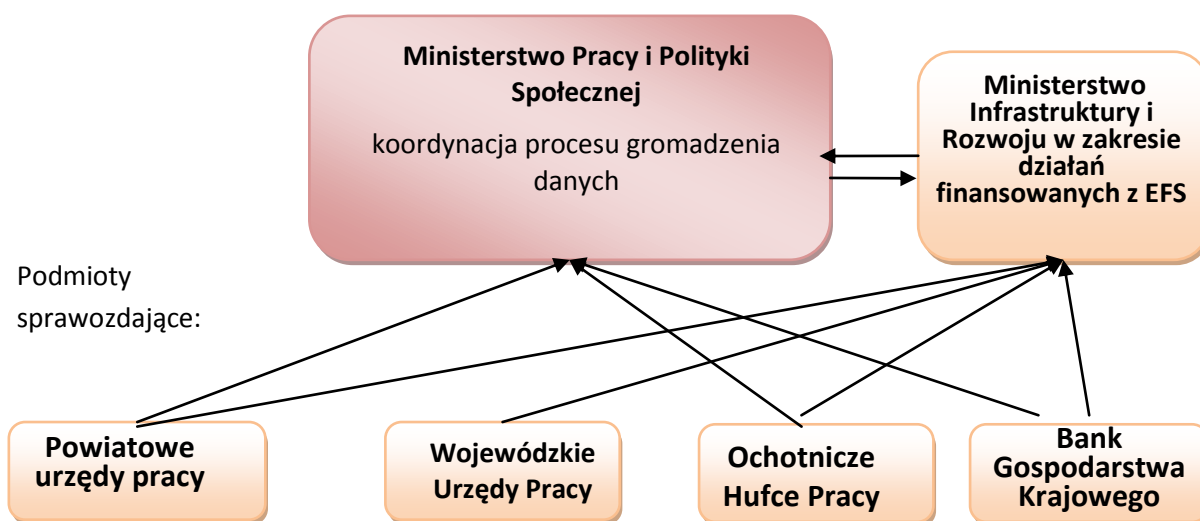 Ministerstwo Pracy i Polityki
Społecznej
koordynacja procesu gromadzenia
danych
Ministerstwo
Infrastruktury i
Rozwoju w zakresie
działań
finansowanych z EFS
Podmioty
sprawozdające:
Powiatowe
urzędy pracy
Wojewódzkie
Urzędy Pracy
Ochotnicze
Hufce Pracy
Bank
Gospodarstwa
Krajowego